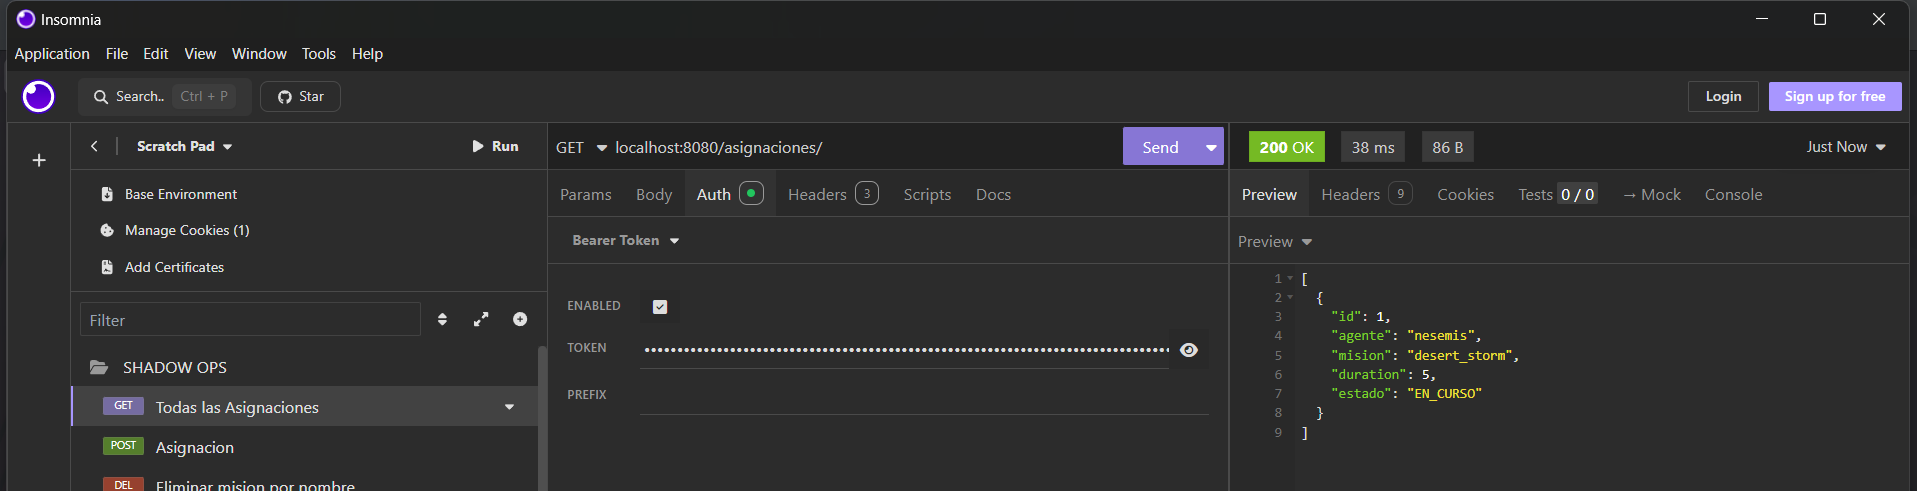 Insomnia
Application File Edit View Window Tools Help
Search.. Ctrl + P Star Login Sign up for free
Scratch Pad Run GET localhost:8080/asignaciones/ Send 200 OK 38 ms 86 B Just Now
Base Environment
Manage Cookies (1)
Add Certificates
Filter
SHADOW OPS
GET Todas las Asignaciones
POST Asignacion
DEL Eliminar mision por nombre
Params Body Auth Headers 3 Scripts Docs
Bearer Token
ENABLED
TOKEN ••••••••••••••••••••••••••••••••••••••••••••••••••••••••••••••••••••••••••••••••
PREFIX
Preview Headers 9 Cookies Tests 0 / 0 → Mock Console
Preview
1 [
2 {
3 "id": 1,
4 "agente": "nesemis",
5 "mision": "desert_storm",
6 "duration": 5,
7 "estado": "EN_CURSO"
8 }
9 ]